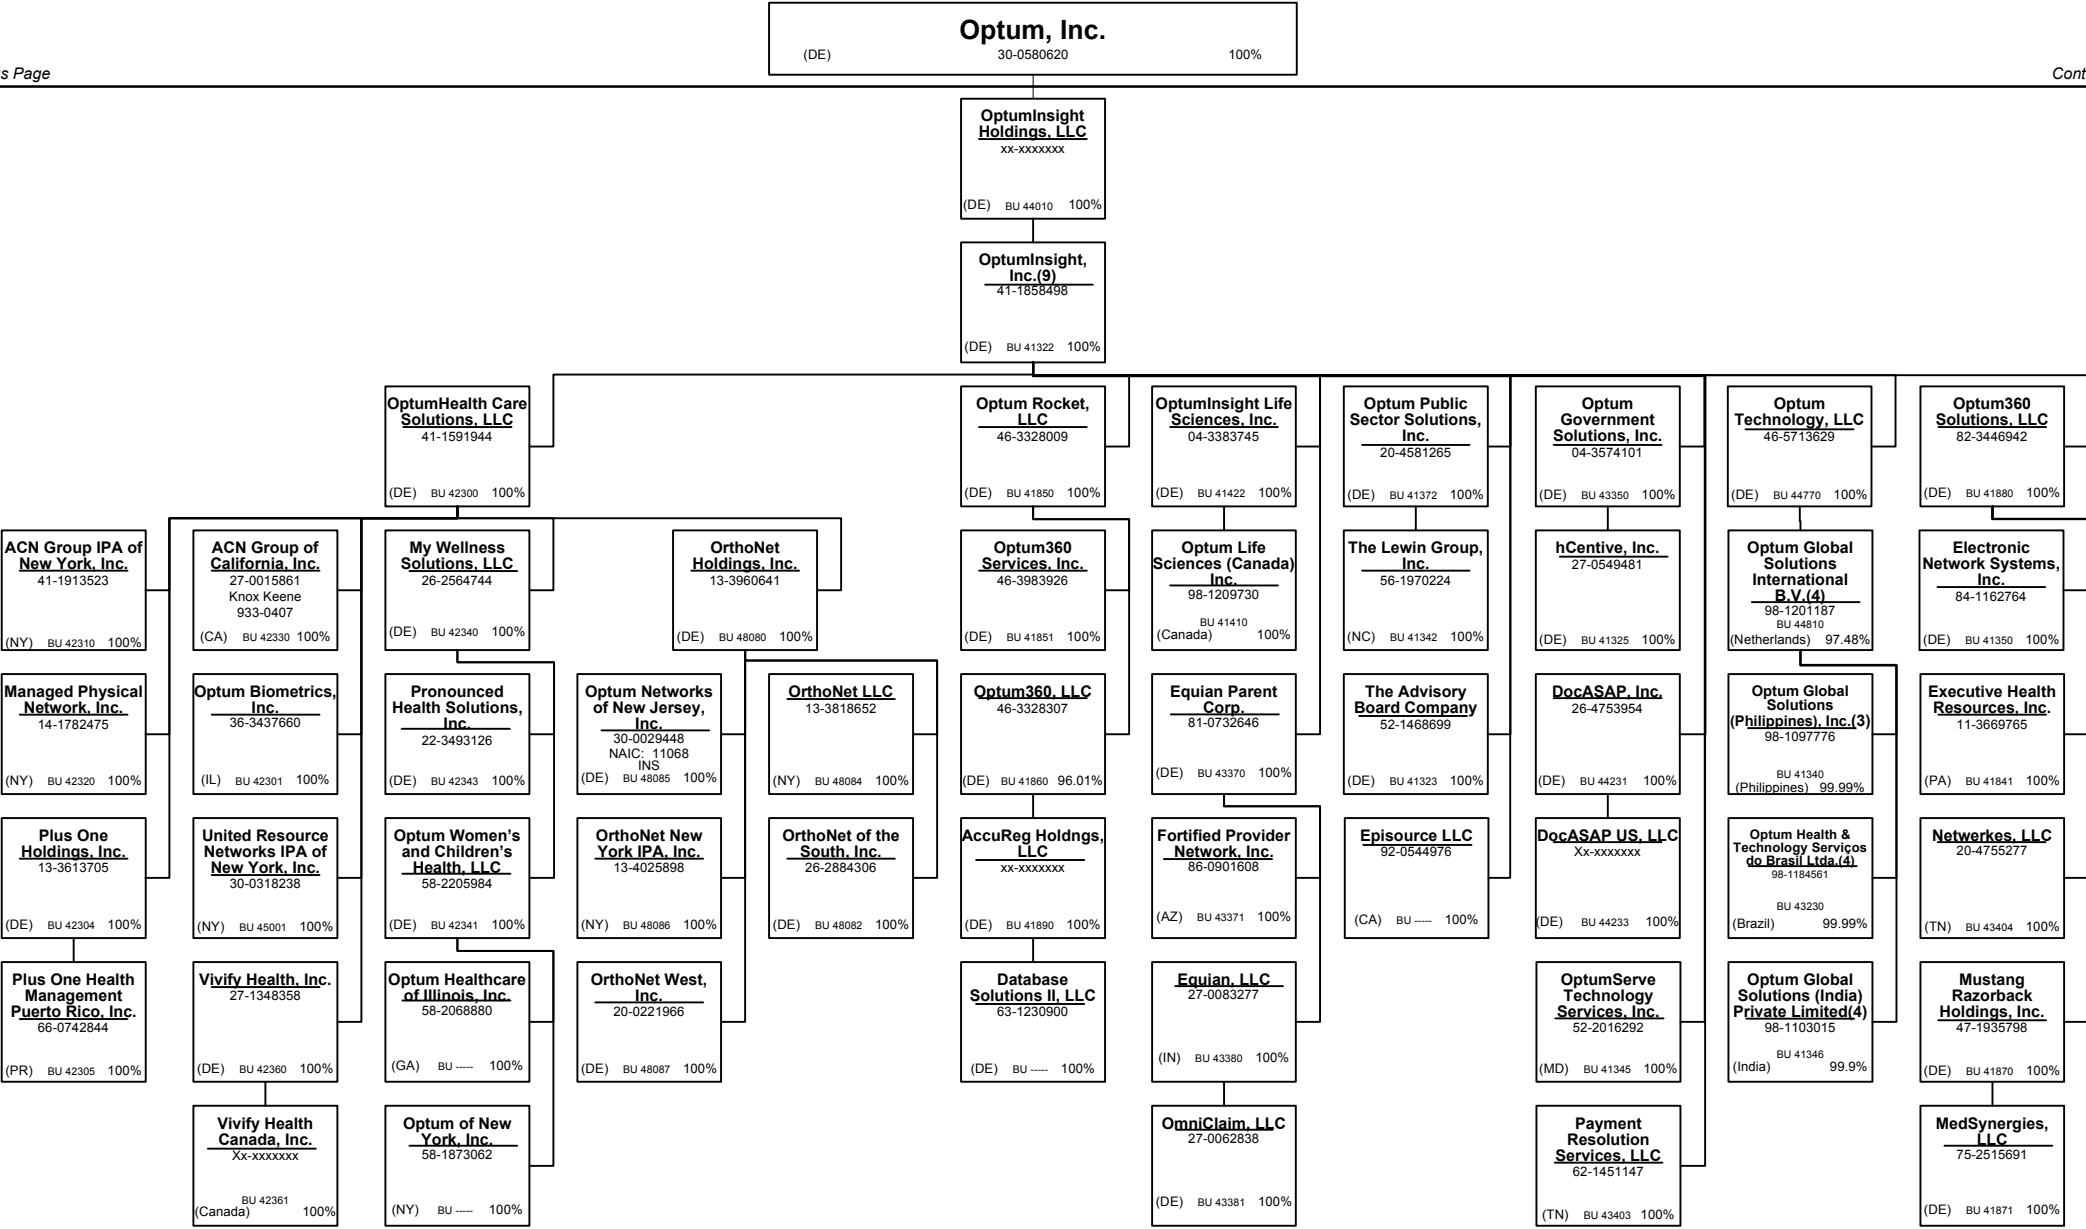 Optum, Inc.
(DE) 30-0580620 100%
s Page
Cont
OptumInsight
Holdings, LLC
xx-xxxxxxx
(DE) BU 44010 100%
OptumInsight,
Inc.(9)
41-1858498
(DE) BU 41322 100%
OptumHealth Care
Solutions, LLC
41-1591944
(DE) BU 42300 100%
Optum Rocket,
LLC
46-3328009
(DE) BU 41850 100%
OptumInsight Life
Sciences, Inc.
04-3383745
(DE) BU 41422 100%
Optum Public
Sector Solutions,
Inc.
20-4581265
(DE) BU 41372 100%
Optum
Government
Solutions, Inc.
04-3574101
(DE) BU 43350 100%
Optum
Technology, LLC
46-5713629
(DE) BU 44770 100%
Optum360
Solutions, LLC
82-3446942
(DE) BU 41880 100%
ACN Group IPA of
New York, Inc.
41-1913523
(NY) BU 42310 100%
ACN Group of
California, Inc.
27-0015861
Knox Keene
933-0407
(CA) BU 42330 100%
My Wellness
Solutions, LLC
26-2564744
(DE) BU 42340 100%
OrthoNet
Holdings, Inc.
13-3960641
(DE) BU 48080 100%
Optum360
Services, Inc.
46-3983926
(DE) BU 41851 100%
Optum Life
Sciences (Canada)
Inc.
98-1209730
BU 41410
(Canada) 100%
The Lewin Group,
Inc.
56-1970224
(NC) BU 41342 100%
hCentive, Inc.
27-0549481
(DE) BU 41325 100%
Optum Global
Solutions
International
B.V.(4)
98-1201187
BU 44810
(Netherlands) 97.48%
Electronic
Network Systems,
Inc.
84-1162764
(DE) BU 41350 100%
Managed Physical
Network, Inc.
14-1782475
(NY) BU 42320 100%
Optum Biometrics,
Inc.
36-3437660
(IL) BU 42301 100%
Pronounced
Health Solutions,
Inc.
22-3493126
(DE) BU 42343 100%
Optum Networks
of New Jersey,
Inc.
30-0029448
NAIC: 11068
INS
(DE) BU 48085 100%
OrthoNet LLC
13-3818652
(NY) BU 48084 100%
Optum360, LLC
46-3328307
(DE) BU 41860 96.01%
Equian Parent
Corp.
81-0732646
(DE) BU 43370 100%
The Advisory
Board Company
52-1468699
(DE) BU 41323 100%
DocASAP, Inc.
26-4753954
(DE) BU 44231 100%
Optum Global
Solutions
(Philippines), Inc.(3)
98-1097776
BU 41340
(Philippines) 99.99%
Executive Health
Resources, Inc.
11-3669765
(PA) BU 41841 100%
Plus One
Holdings, Inc.
13-3613705
(DE) BU 42304 100%
United Resource
Networks IPA of
New York, Inc.
30-0318238
(NY) BU 45001 100%
Optum Women’s
and Children’s
Health, LLC
58-2205984
(DE) BU 42341 100%
OrthoNet New
York IPA, Inc.
13-4025898
(NY) BU 48086 100%
OrthoNet of the
South, Inc.
26-2884306
(DE) BU 48082 100%
AccuReg Holdngs,
LLC
xx-xxxxxxx
(DE) BU 41890 100%
Fortified Provider
Network, Inc.
86-0901608
(AZ) BU 43371 100%
Episource LLC
92-0544976
(CA) BU ----- 100%
DocASAP US, LLC
Xx-xxxxxxx
(DE) BU 44233 100%
Optum Health &
Technology Serviços
do Brasil Ltda.(4)
98-1184561
BU 43230
(Brazil) 99.99%
Netwerkes, LLC
20-4755277
(TN) BU 43404 100%
Plus One Health
Management
Puerto Rico, Inc.
66-0742844
(PR) BU 42305 100%
Vivify Health, Inc.
27-1348358
(DE) BU 42360 100%
Optum Healthcare
of Illinois, Inc.
58-2068880
(GA) BU ----- 100%
OrthoNet West,
Inc.
20-0221966
(DE) BU 48087 100%
Database
Solutions II, LLC
63-1230900
(DE) BU ----- 100%
Equian, LLC
27-0083277
(IN) BU 43380 100%
OptumServe
Technology
Services, Inc.
52-2016292
(MD) BU 41345 100%
Optum Global
Solutions (India)
Private Limited(4)
98-1103015
BU 41346
(India) 99.9%
Mustang
Razorback
Holdings, Inc.
47-1935798
(DE) BU 41870 100%
Vivify Health
Canada, Inc.
Xx-xxxxxxx
BU 42361
(Canada) 100%
Optum of New
York, Inc.
58-1873062
(NY) BU ----- 100%
OmniClaim, LLC
27-0062838
(DE) BU 43381 100%
Payment
Resolution
Services, LLC
62-1451147
(TN) BU 43403 100%
MedSynergies,
LLC
75-2515691
(DE) BU 41871 100%